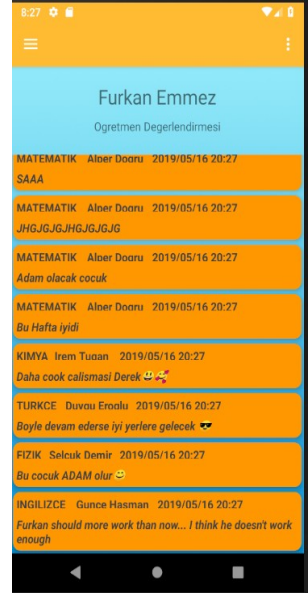 8:27
Furkan Emmez
Ogretmen Degerlendirmesi
MATEMATIK Alper Dogru 2019/05/16 20:27
SAAA
MATEMATIK Alper Dogru 2019/05/16 20:27
JHGJGJGJHGJGJGJG
MATEMATIK Alper Dogru 2019/05/16 20:27
Adam olacak cocuk
MATEMATIK Alper Dogru 2019/05/16 20:27
Bu Hafta iyidi
KIMYA Irem Tugan 2019/05/16 20:27
Daha cook calismasi Derek 😃🥰
TURKCE Duygu Eroglu 2019/05/16 20:27
Boyle devam ederse iyi yerlere gelecek 😎
FIZIK Selcuk Demir 2019/05/16 20:27
Bu cocuk ADAM olur 😊
INGILIZCE Gunce Hasman 2019/05/16 20:27
Furkan should more work than now... I think he doesn't work
enough